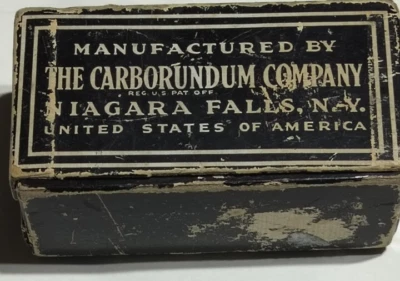 MANUFACTURED BY
THE CARBORUNDUM COMPANY
REG. U.S. PAT. OFF.
NIAGARA FALLS, N.Y.
UNITED STATES OF AMERICA